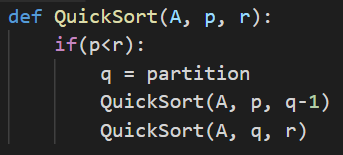 def QuickSort(A, p, r):
    if(p<r):
        q = partition
        QuickSort(A, p, q-1)
        QuickSort(A, q, r)